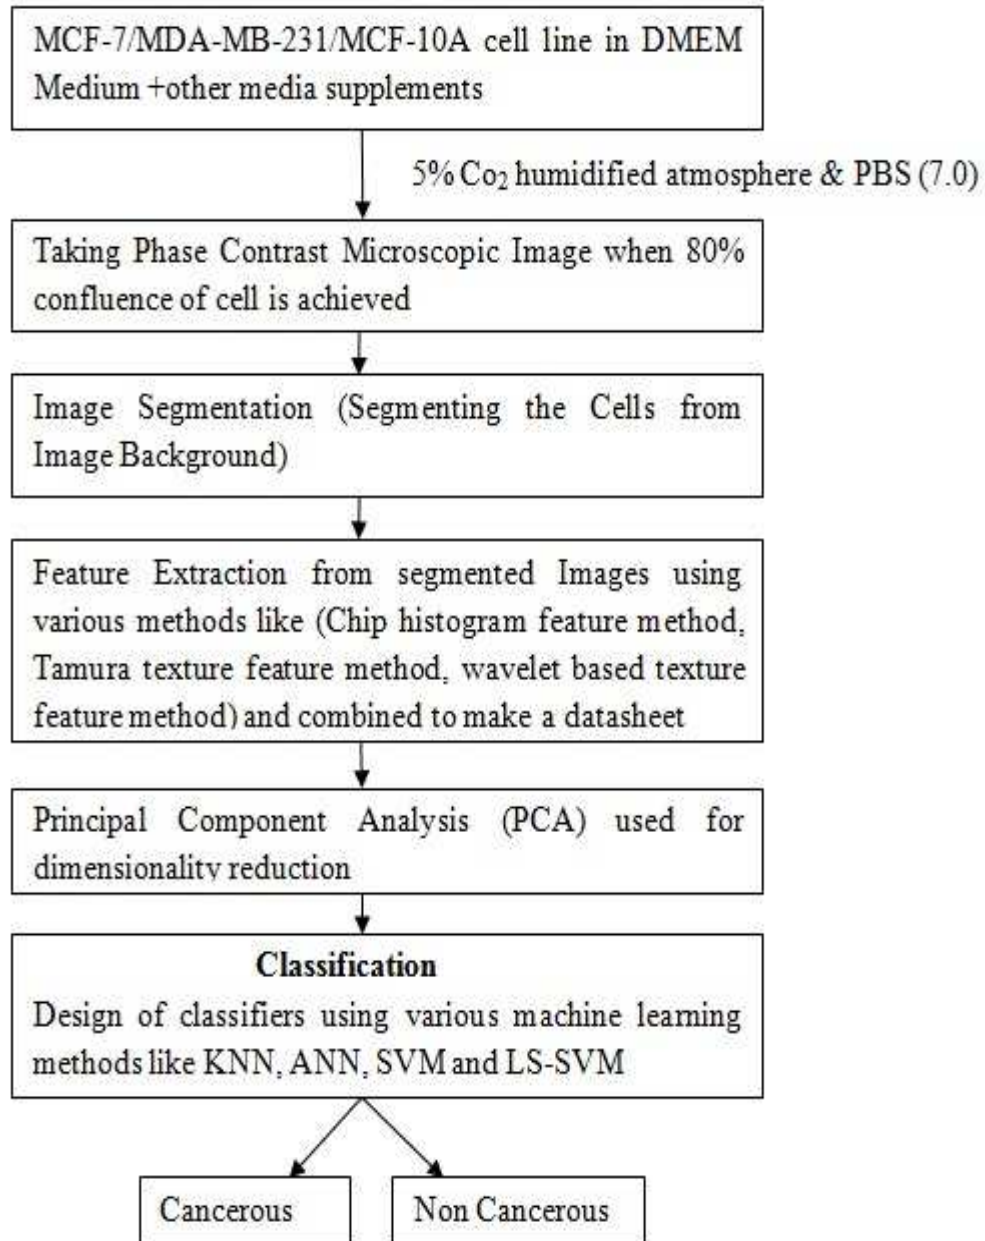 MCF-7/MDA-MB-231/MCF-10A cell line in DMEM
Medium +other media supplements
5% Co₂ humidified atmosphere & PBS (7.0)
Taking Phase Contrast Microscopic Image when 80%
confluence of cell is achieved
Image Segmentation (Segmenting the Cells from
Image Background)
Feature Extraction from segmented Images using
various methods like (Chip histogram feature method,
Tamura texture feature method, wavelet based texture
feature method) and combined to make a datasheet
Principal Component Analysis (PCA) used for
dimensionality reduction
Classification
Design of classifiers using various machine learning
methods like KNN, ANN, SVM and LS-SVM
Cancerous
Non Cancerous